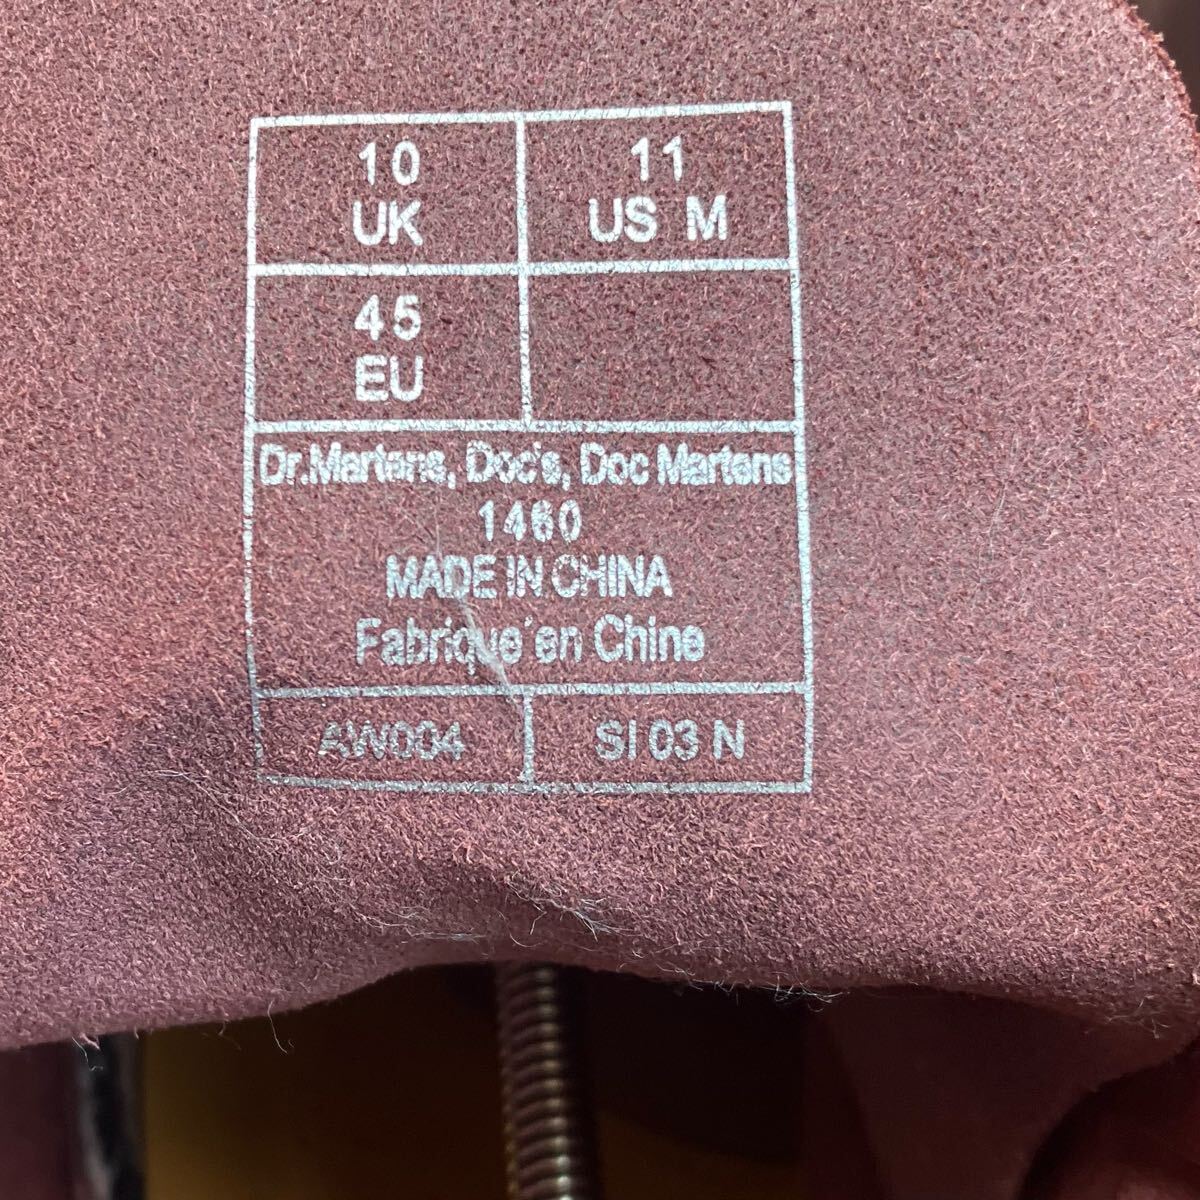 10
UK
11
US M
45
EU
Dr.Martens, Doc's, Doc Martens
1460
MADE IN CHINA
Fabrique' en Chine
AW004
SI 03 N